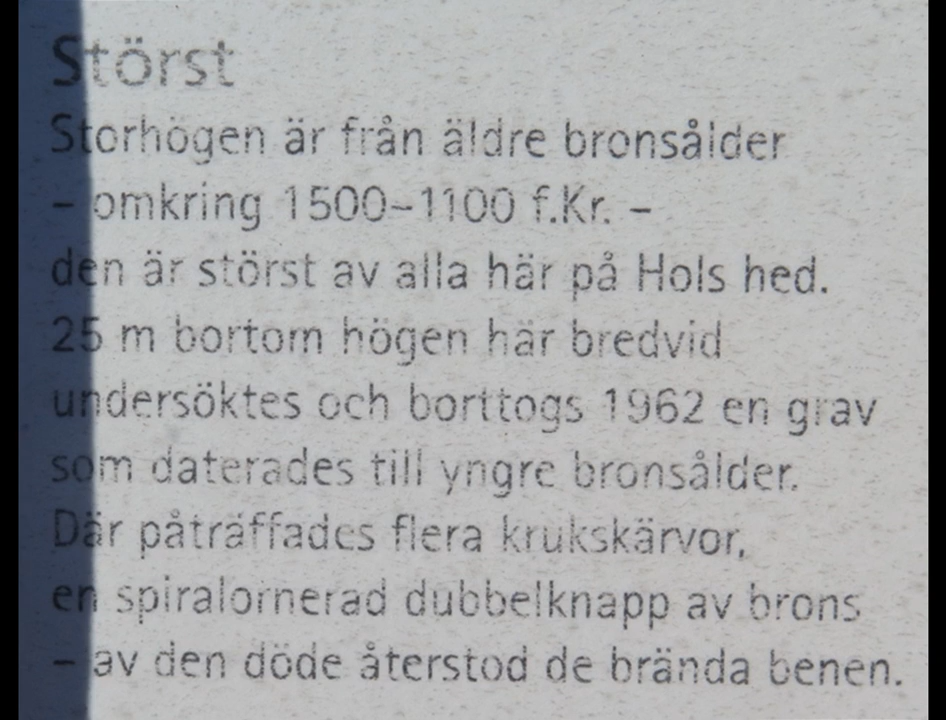 Störst
Storhögen är från äldre bronsålder
– omkring 1500–1100 f.Kr. –
den är störst av alla här på Hols hed.
25 m bortom högen här bredvid
undersöktes och borttogs 1962 en grav
som daterades till yngre bronsålder.
Där påträffades flera krukskärvor,
en spiralornerad dubbelknapp av brons
– av den döde återstod de brända benen.